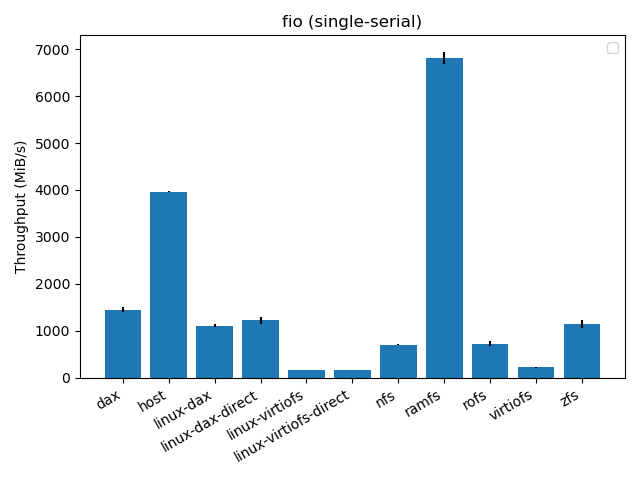 fio (single-serial)
Throughput (MiB/s)
7000
6000
5000
4000
3000
2000
1000
0
dax
host
linux-dax
linux-dax-direct
linux-virtiofs
linux-virtiofs-direct
nfs
ramfs
rofs
virtiofs
zfs